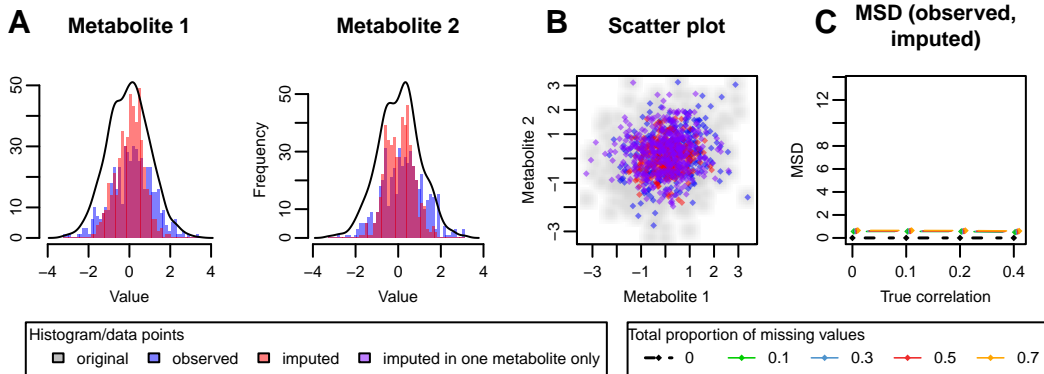 A Metabolite 1 Metabolite 2 B Scatter plot C MSD (observed,
imputed)
50
30
10
0
−4 −2 0 2 4
Value
Frequency
50
30
10
0
−4 −2 0 2 4
Value
Metabolite 2
3
2
1
−1
−3
−3 −1 0 1 2 3
Metabolite 1
MSD
12
8
6
4
2
0
0 0.1 0.2 0.4
True correlation
Histogram/data points
original observed imputed imputed in one metabolite only
Total proportion of missing values
0 0.1 0.3 0.5 0.7